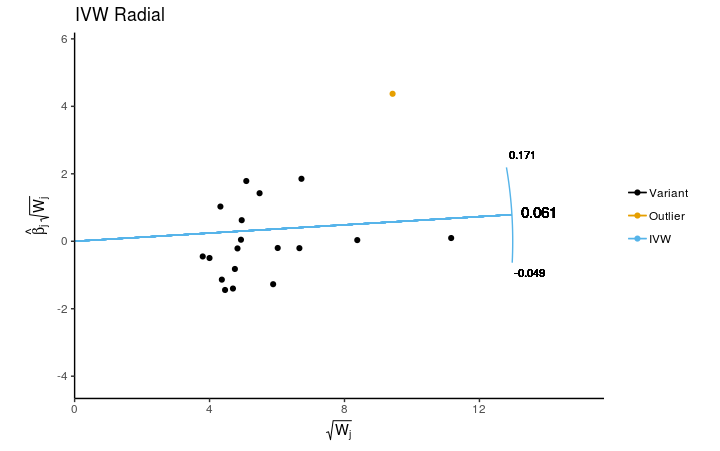 IVW Radial
6
4
2
0
-2
-4
β̂j√Wj
0.171
0.061
-0.049
Variant
Outlier
IVW
0 4 8 12
√Wj